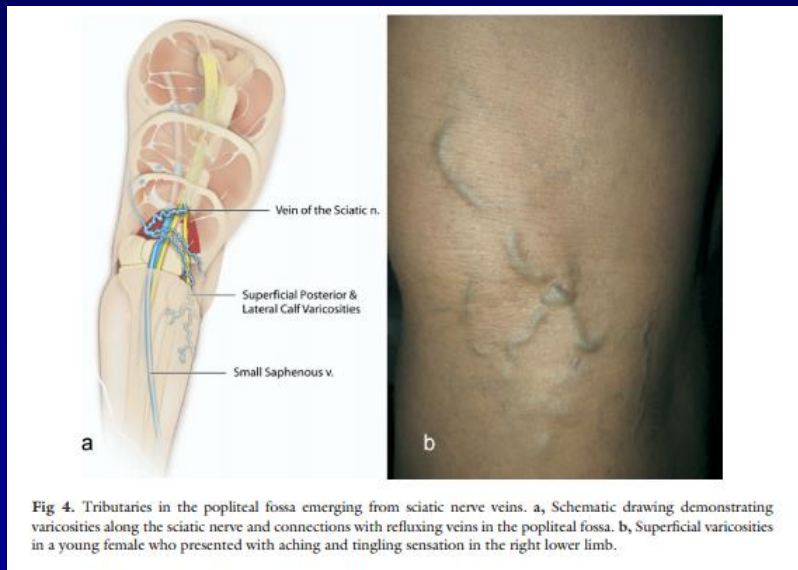 Vein of the Sciatic n.
Superficial Posterior &
Lateral Calf Varicosities
Small Saphenous v.
a
b
Fig 4. Tributaries in the popliteal fossa emerging from sciatic nerve veins. a, Schematic drawing demonstrating
varicosities along the sciatic nerve and connections with refluxing veins in the popliteal fossa. b, Superficial varicosities
in a young female who presented with aching and tingling sensation in the right lower limb.